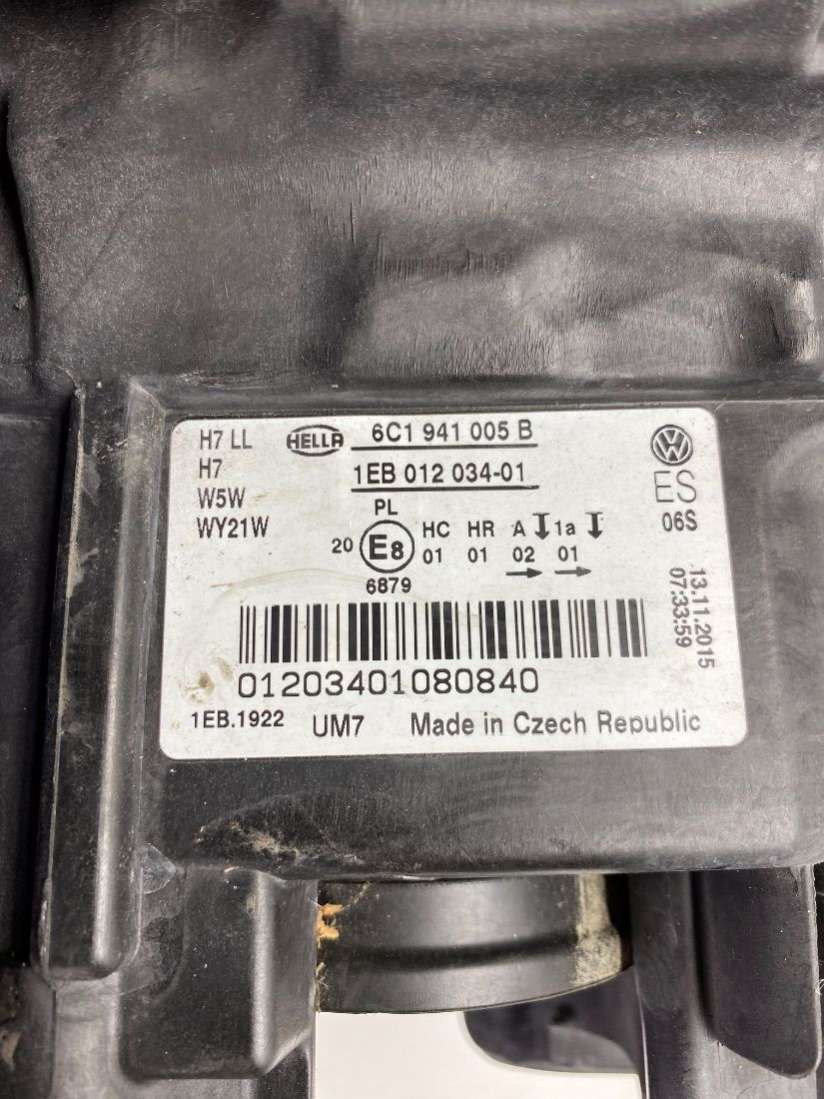 H7 LL
H7
W5W
WY21W
HELLA
6C1 941 005 B
1EB 012 034-01
PL
20 E8 HC HR A 1a
01 01 02 01
6879
VW
ES
06S
13.11.2015
07:33:59
01203401080840
1EB.1922 UM7 Made in Czech Republic